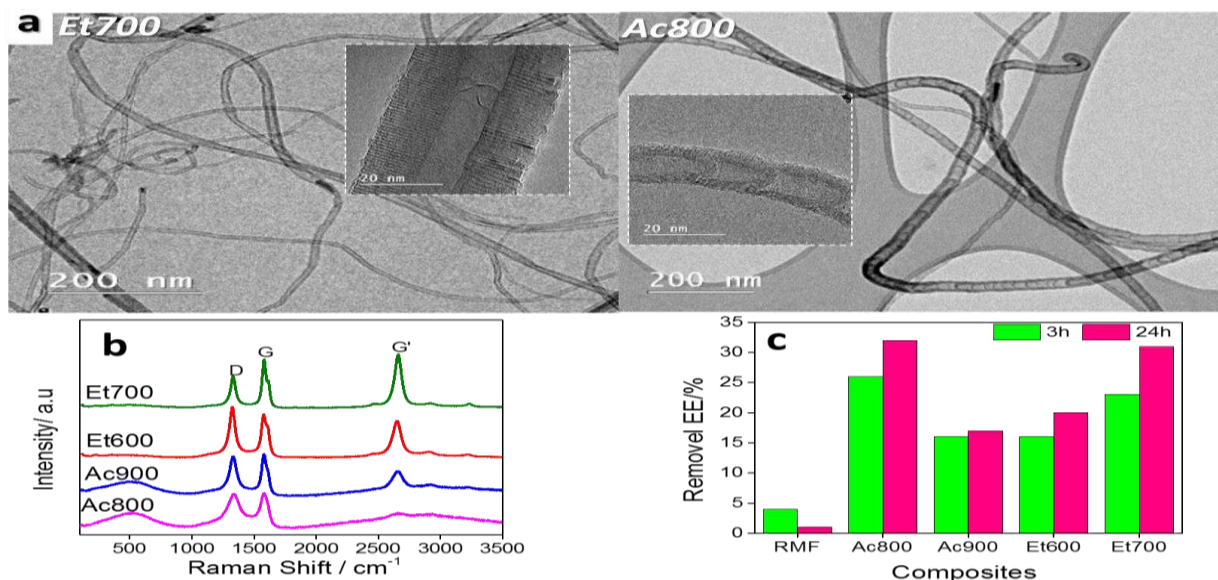 a Et700
Ac800
20 nm
20 nm
200 nm
200 nm
b
D
G
G'
Et700
Et600
Ac900
Ac800
Intensity/ a.u
500 1000 1500 2000 2500 3000 3500
Raman Shift / cm⁻¹
c
3h 24h
35
30
25
20
15
10
5
0
Removel EE/%
RMF Ac800 Ac900 Et600 Et700
Composites